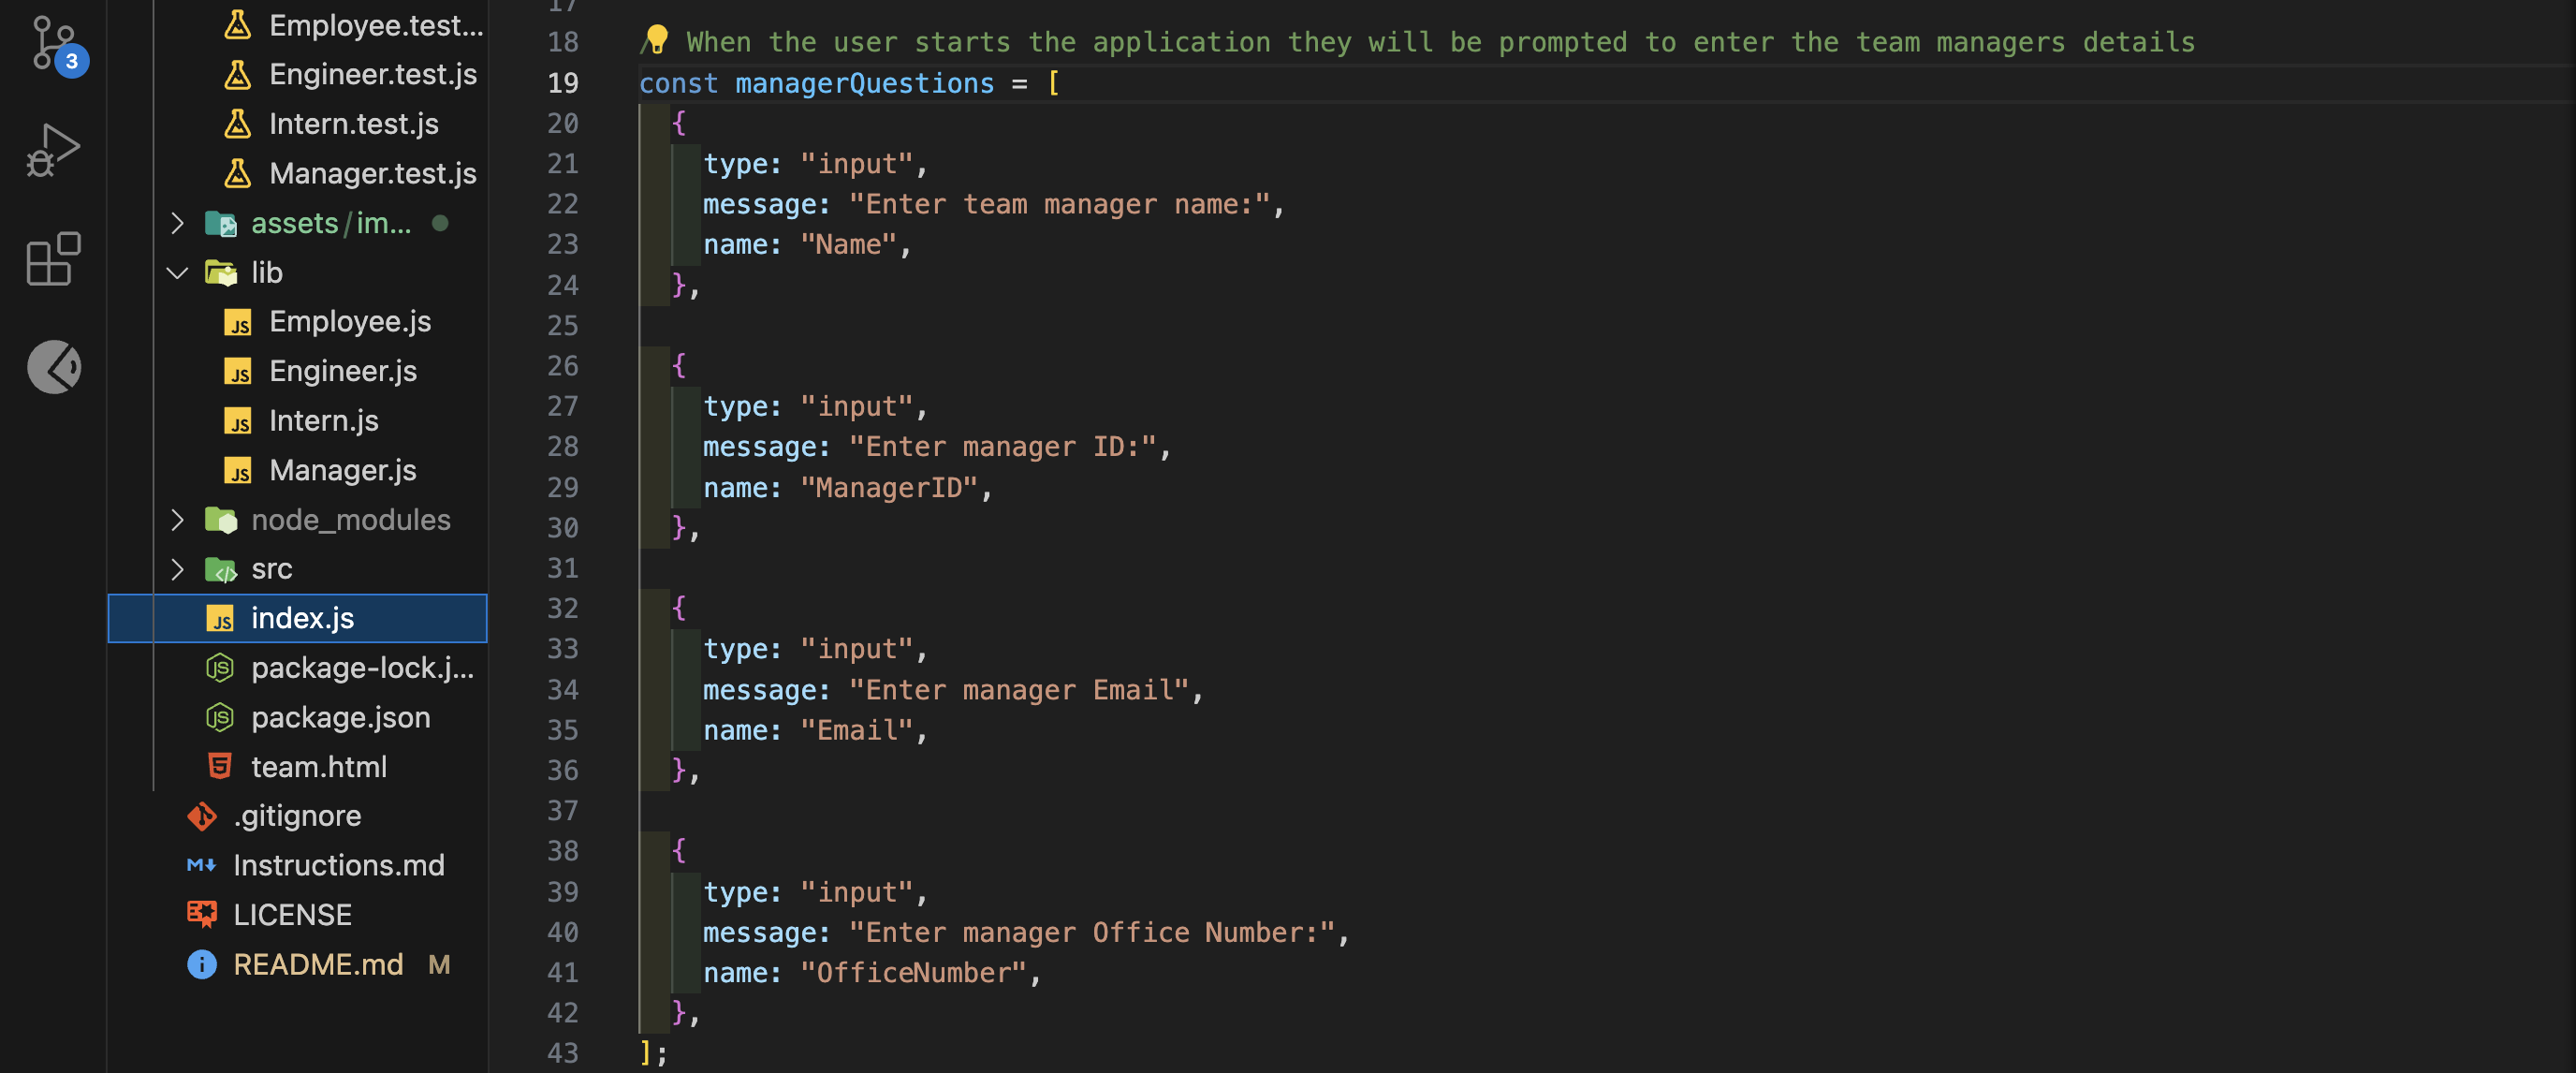 3
Employee.test...
Engineer.test.js
Intern.test.js
Manager.test.js
assets/im...
lib
JS Employee.js
JS Engineer.js
JS Intern.js
JS Manager.js
node_modules
src
JS index.js
package-lock.j...
package.json
team.html
.gitignore
Instructions.md
LICENSE
README.md M
17
18 / When the user starts the application they will be prompted to enter the team managers details
19 const managerQuestions = [
20 {
21 type: "input",
22 message: "Enter team manager name:",
23 name: "Name",
24 },
25
26 {
27 type: "input",
28 message: "Enter manager ID:",
29 name: "ManagerID",
30 },
31
32 {
33 type: "input",
34 message: "Enter manager Email",
35 name: "Email",
36 },
37
38 {
39 type: "input",
40 message: "Enter manager Office Number:",
41 name: "OfficeNumber",
42 },
43 ];